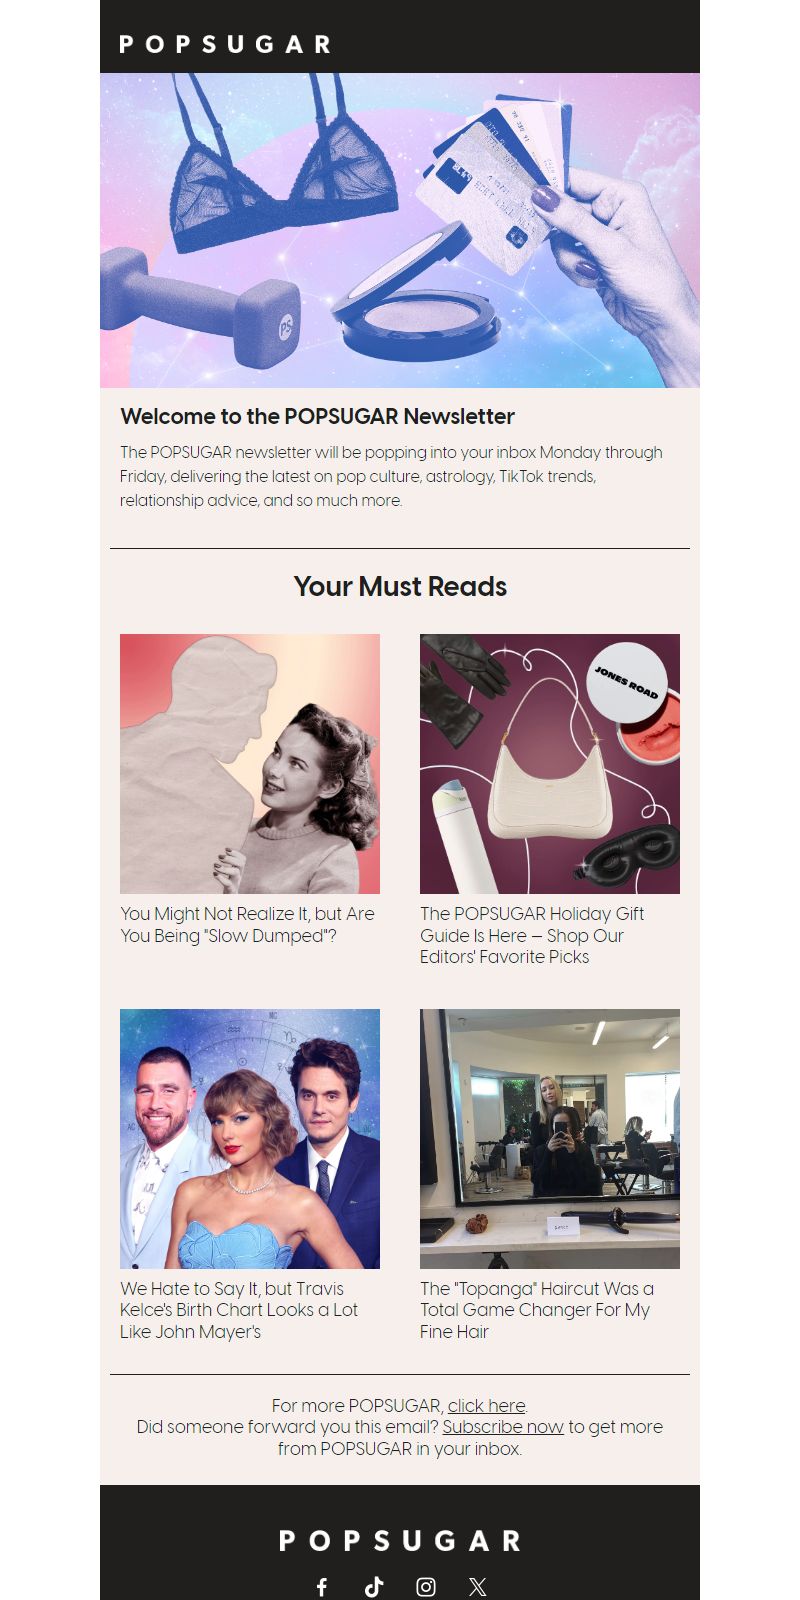 POPSUGAR
PS
Welcome to the POPSUGAR Newsletter
The POPSUGAR newsletter will be popping into your inbox Monday through
Friday, delivering the latest on pop culture, astrology, TikTok trends,
relationship advice, and so much more.
Your Must Reads
JONES ROAD
You Might Not Realize It, but Are
You Being "Slow Dumped"?
The POPSUGAR Holiday Gift
Guide Is Here — Shop Our
Editors' Favorite Picks
MC
AC
We Hate to Say It, but Travis
Kelce's Birth Chart Looks a Lot
Like John Mayer's
The "Topanga" Haircut Was a
Total Game Changer For My
Fine Hair
For more POPSUGAR, click here.
Did someone forward you this email? Subscribe now to get more
from POPSUGAR in your inbox.
POPSUGAR